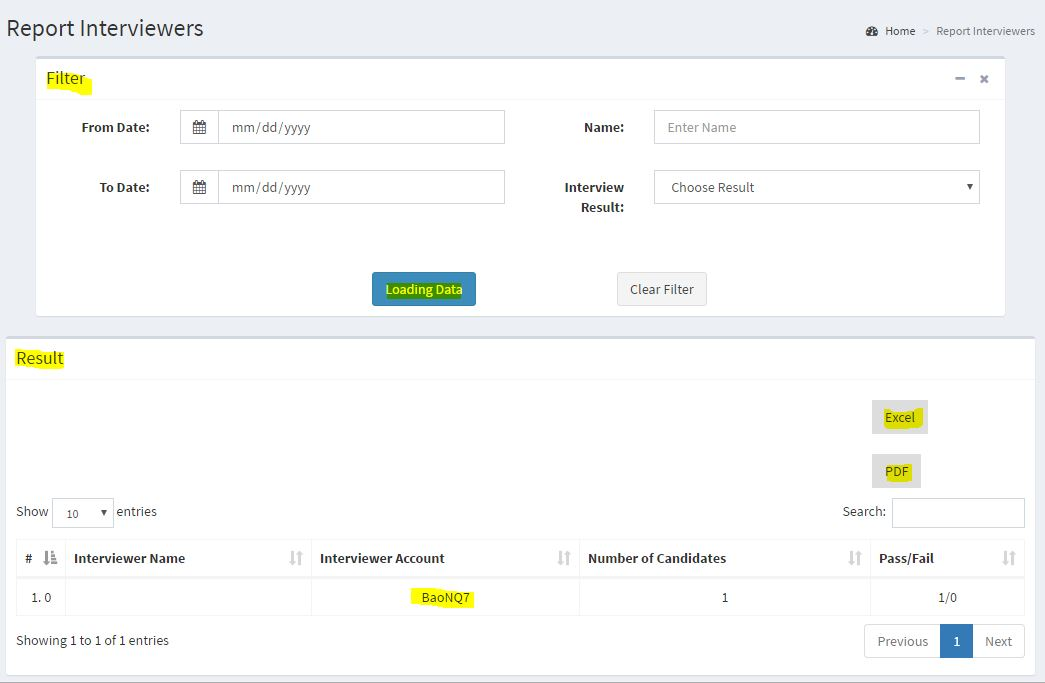 Report Interviewers
Home > Report Interviewers
Filter
From Date: mm/dd/yyyy Name: Enter Name
To Date: mm/dd/yyyy Interview Result: Choose Result
Loading Data Clear Filter
Result
Excel
PDF
Show 10 entries Search:
# Interviewer Name Interviewer Account Number of Candidates Pass/Fail
1. 0 BaoNQ7 1 1/0
Showing 1 to 1 of 1 entries Previous 1 Next